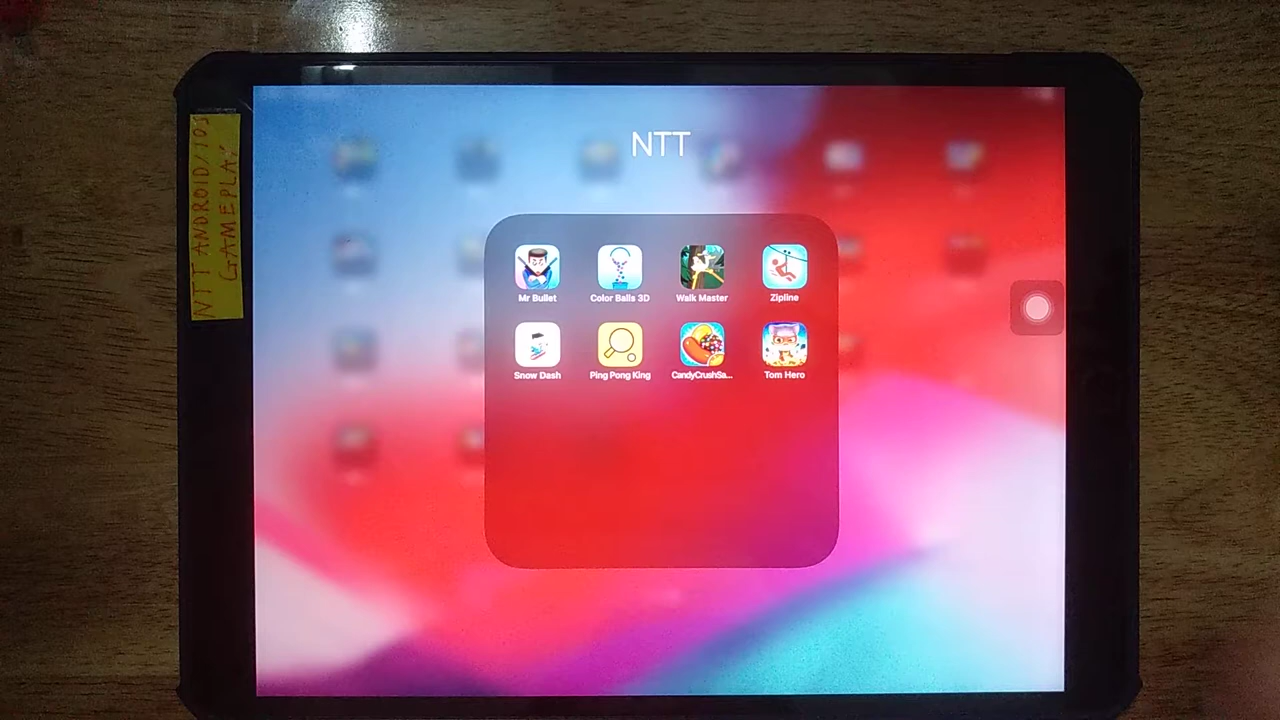 NTT ANDROID/IOS
GAMEPLAY
NTT
Mr Bullet
Color Balls 3D
Walk Master
Zipline
Snow Dash
Ping Pong King
CandyCrushSa...
Tom Hero